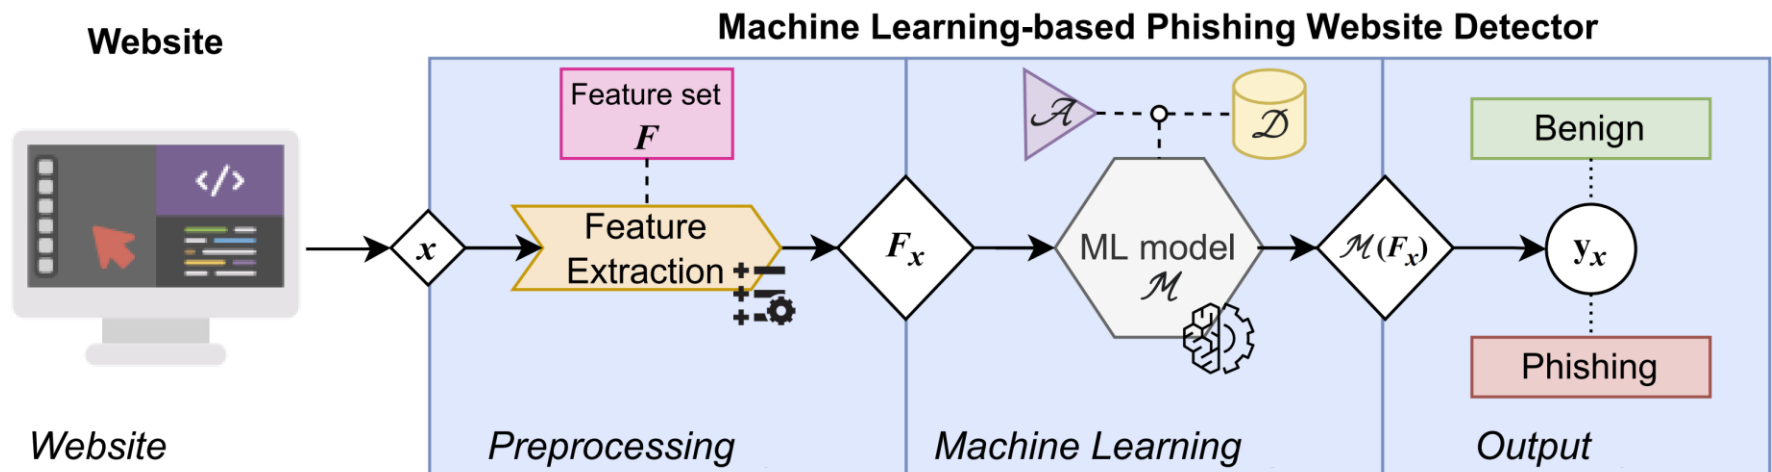 Machine Learning-based Phishing Website Detector
Website
</>
x
Feature set
F
Feature
Extraction
Fₓ
𝒜
𝒟
ML model
ℳ
ℳ(Fₓ)
Benign
yₓ
Phishing
Website
Preprocessing
Machine Learning
Output